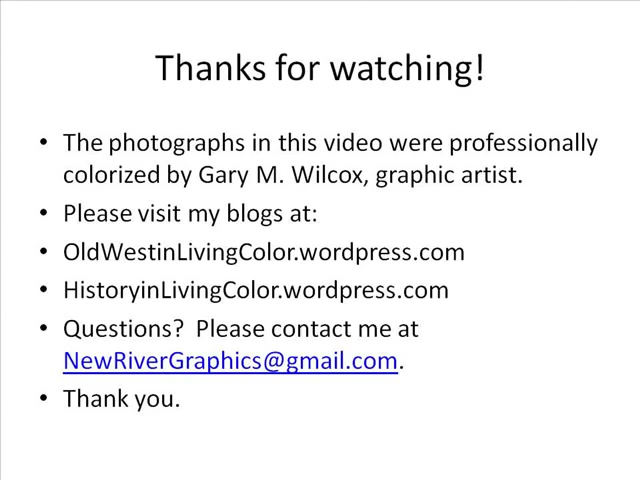 Thanks for watching!
• The photographs in this video were professionally
colorized by Gary M. Wilcox, graphic artist.
• Please visit my blogs at:
• OldWestinLivingColor.wordpress.com
• HistoryinLivingColor.wordpress.com
• Questions?  Please contact me at
NewRiverGraphics@gmail.com.
• Thank you.